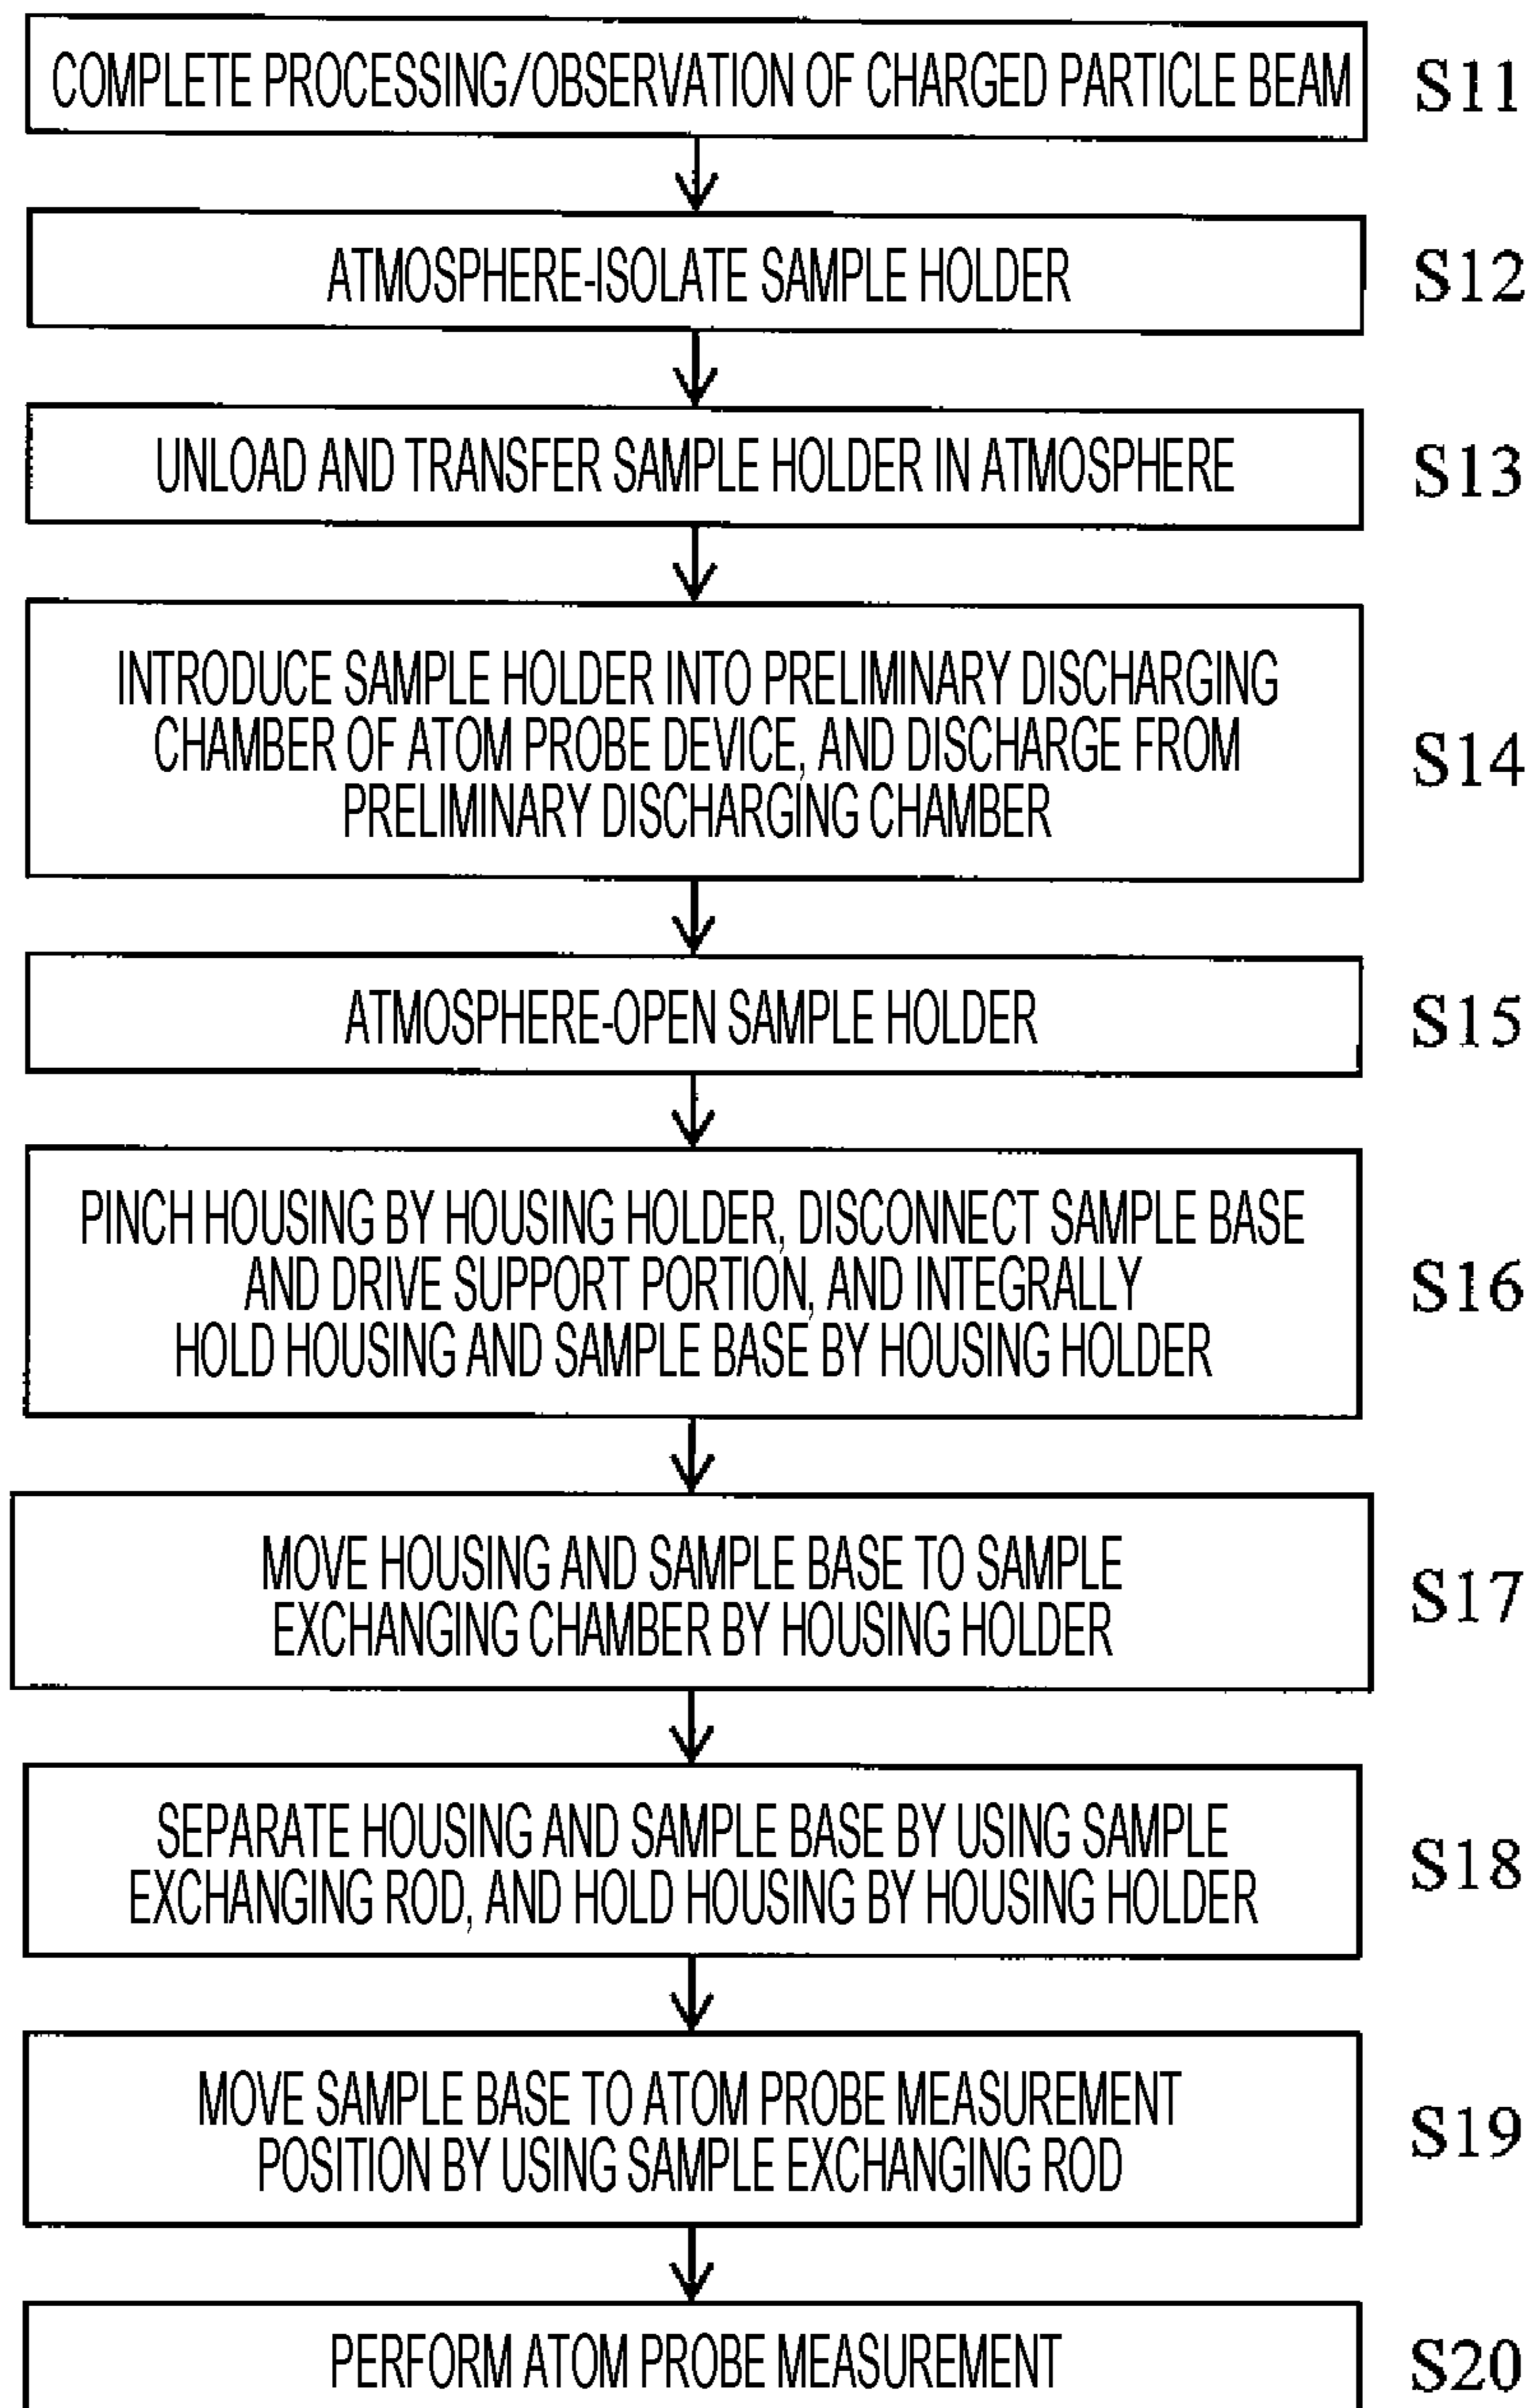 COMPLETE PROCESSING/OBSERVATION OF CHARGED PARTICLE BEAM S11
ATMOSPHERE-ISOLATE SAMPLE HOLDER S12
UNLOAD AND TRANSFER SAMPLE HOLDER IN ATMOSPHERE S13
INTRODUCE SAMPLE HOLDER INTO PRELIMINARY DISCHARGING
CHAMBER OF ATOM PROBE DEVICE, AND DISCHARGE FROM S14
PRELIMINARY DISCHARGING CHAMBER
ATMOSPHERE-OPEN SAMPLE HOLDER S15
PINCH HOUSING BY HOUSING HOLDER, DISCONNECT SAMPLE BASE
AND DRIVE SUPPORT PORTION, AND INTEGRALLY S16
HOLD HOUSING AND SAMPLE BASE BY HOUSING HOLDER
MOVE HOUSING AND SAMPLE BASE TO SAMPLE
EXCHANGING CHAMBER BY HOUSING HOLDER
S17
SEPARATE HOUSING AND SAMPLE BASE BY USING SAMPLE
EXCHANGING ROD, AND HOLD HOUSING BY HOUSING HOLDER
S18
MOVE SAMPLE BASE TO ATOM PROBE MEASUREMENT
POSITION BY USING SAMPLE EXCHANGING ROD
S19
PERFORM ATOM PROBE MEASUREMENT S20